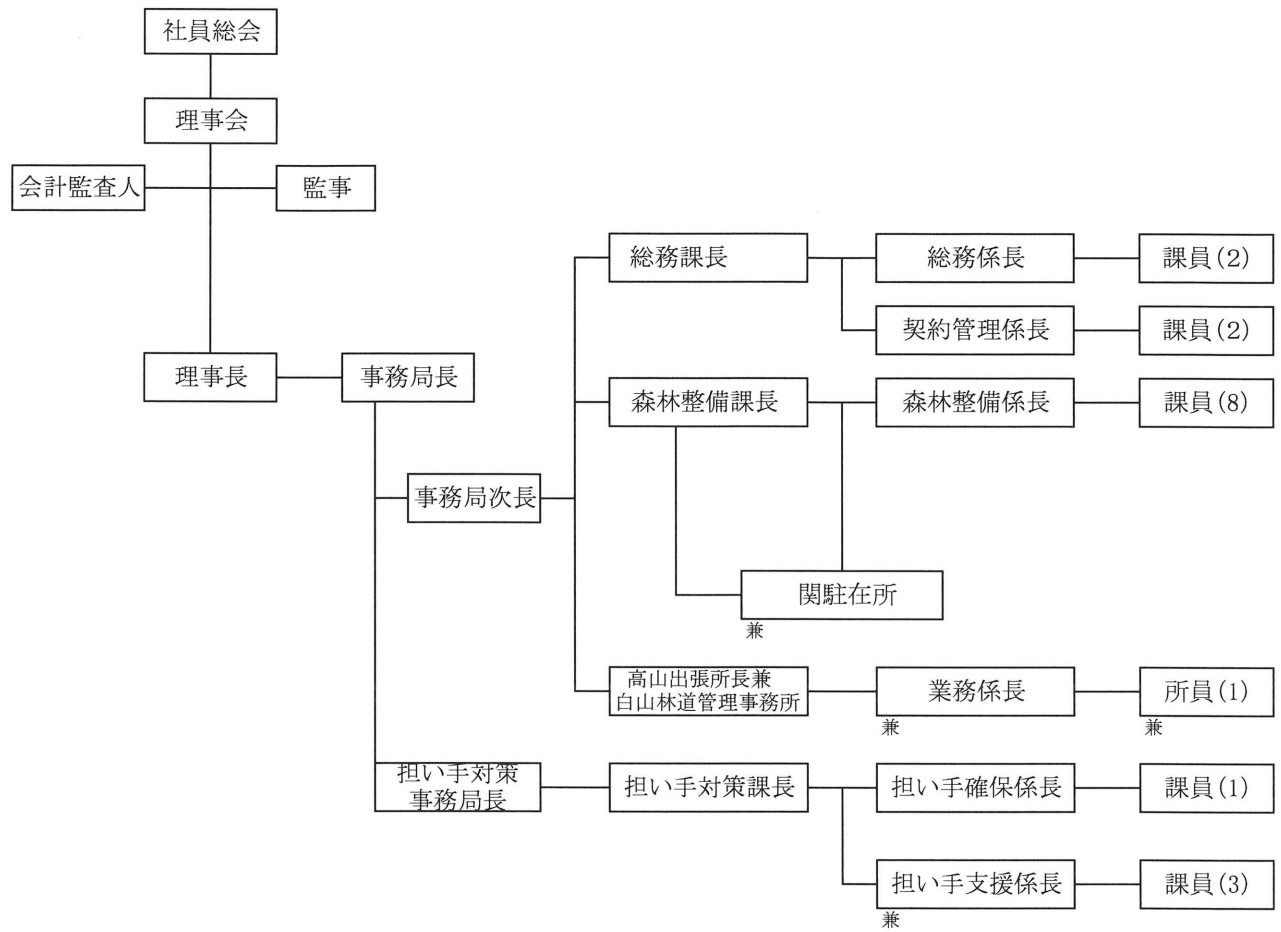 社員総会
理事会
会計監査人
監事
総務課長
総務係長
課員(2)
契約管理係長
課員(2)
理事長
事務局長
森林整備課長
森林整備係長
課員(8)
事務局次長
関駐在所
兼
高山出張所長兼
白山林道管理事務所
業務係長
所員(1)
兼
兼
担い手対策
事務局長
担い手対策課長
担い手確保係長
課員(1)
担い手支援係長
課員(3)
兼